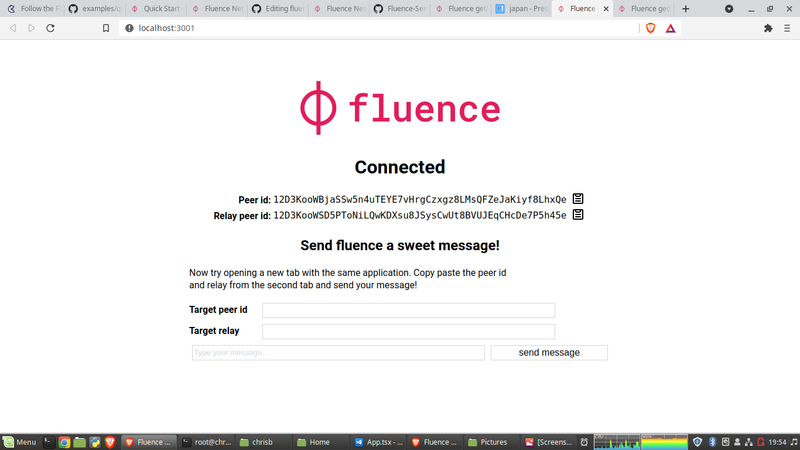 Follow the F
examples/q
Quick Start
Fluence Net
Editing fluen
Fluence Net
Fluence-Ser
Fluence get
japan - Pres
Fluence
Fluence get
localhost:3001
fluence
Connected
Peer id: 12D3KooWBjaSSw5n4uTEYE7vHrgCzxgz8LMsQFZeJaKiyf8LhxQe
Relay peer id: 12D3KooWSD5PToNiLQwKDXsu8JSysCwUt8BVUJEqCHcDe7P5h45e
Send fluence a sweet message!
Now try opening a new tab with the same application. Copy paste the peer id
and relay from the second tab and send your message!
Target peer id
Target relay
Type your message...
send message
Menu
Fluence ...
root@chr...
chrisb
Home
App.tsx - ...
Fluence ...
Pictures
[Screens...
19:54